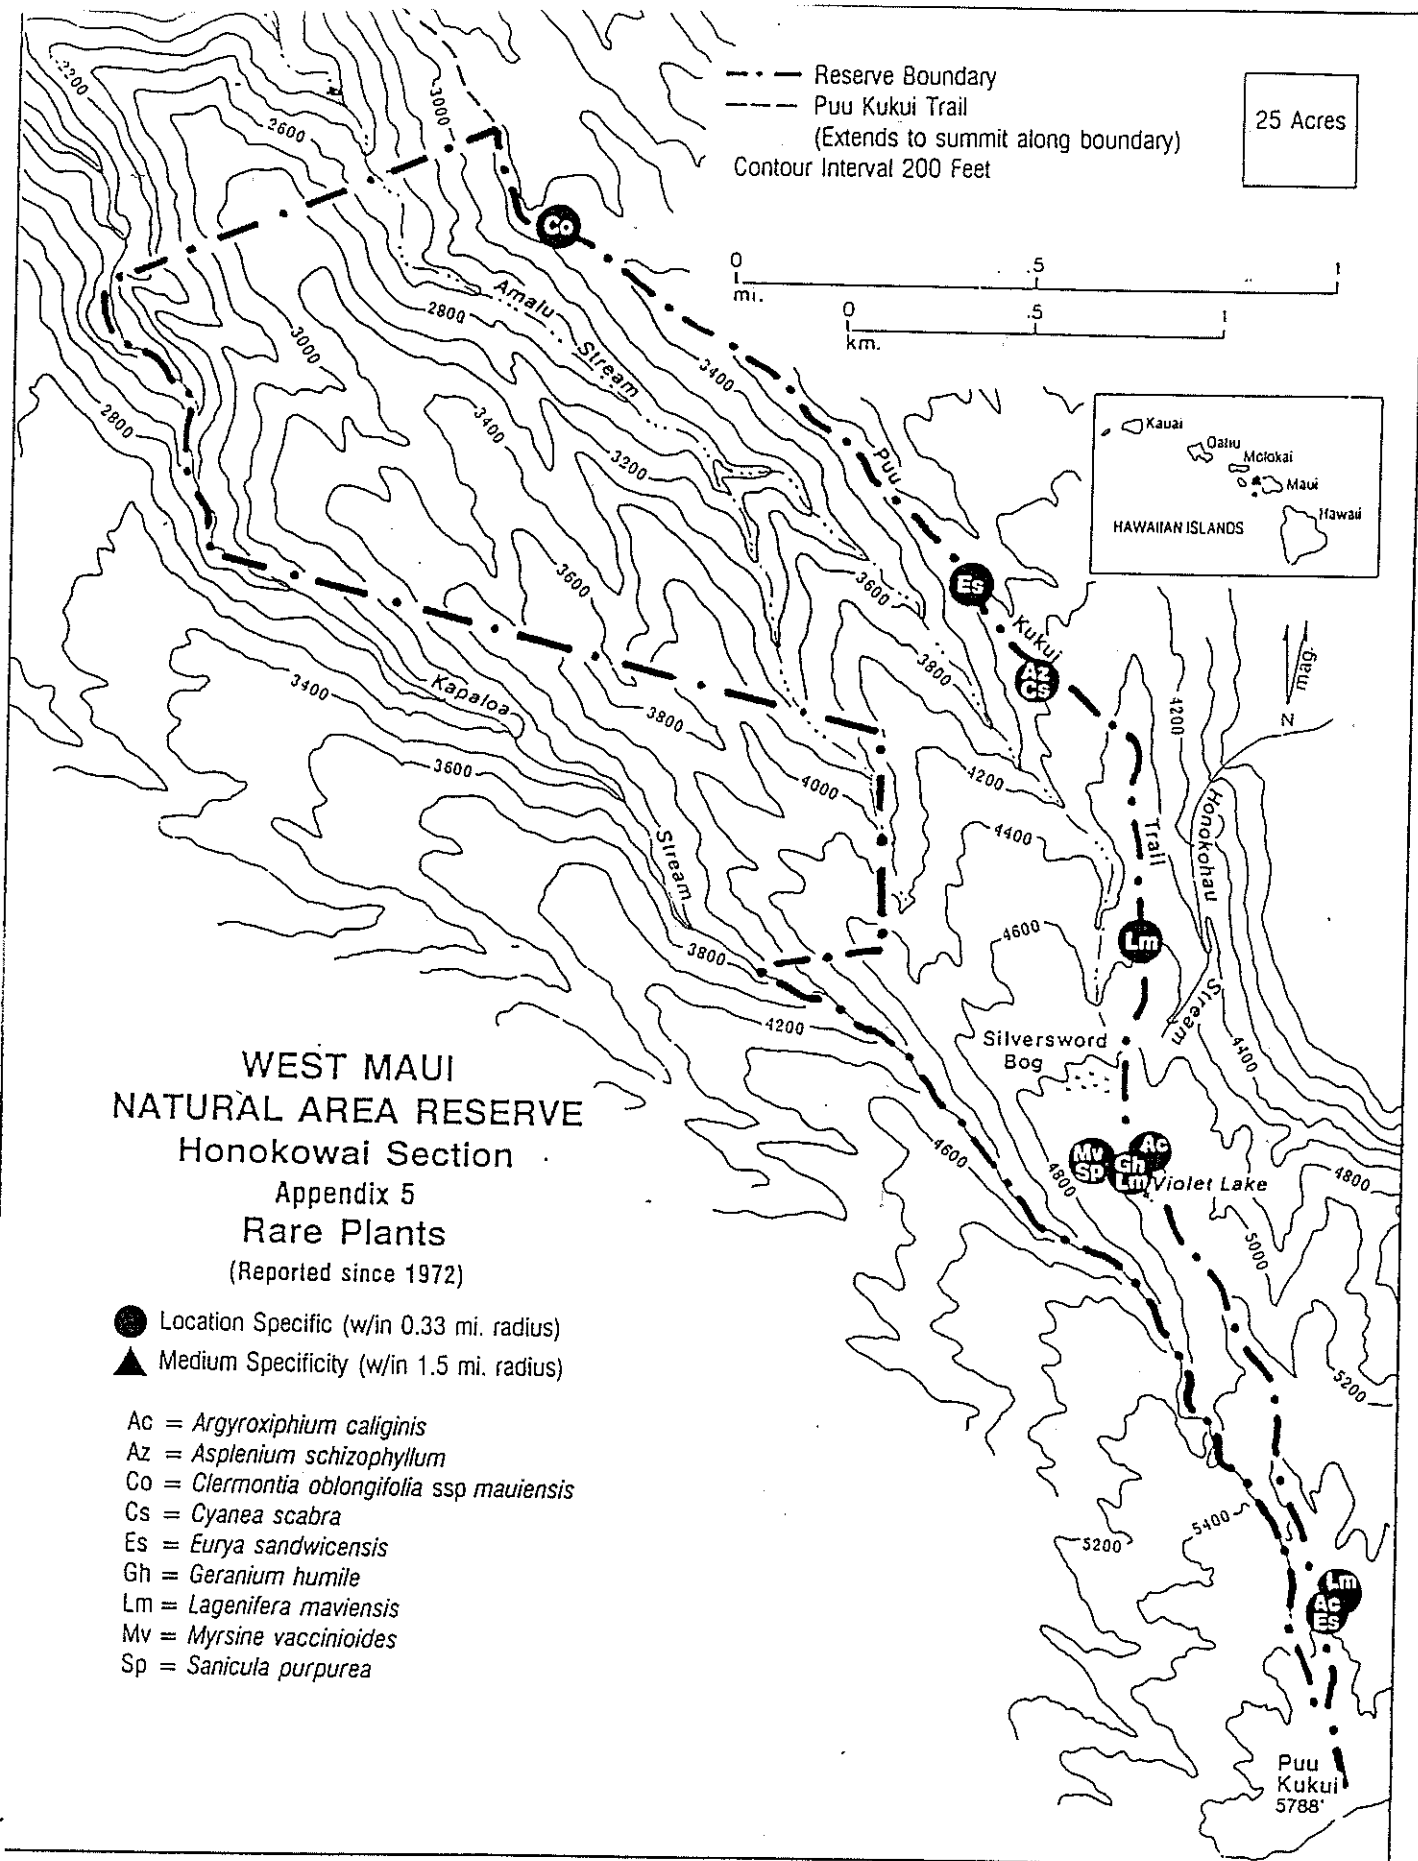 Reserve Boundary
Puu Kukui Trail
(Extends to summit along boundary)
Contour Interval 200 Feet
25 Acres
0 .5 1
mi.
0 .5 1
km.
Kauai
Oahu
Molokai
Maui
Hawaii
HAWAIIAN ISLANDS
mag.
N
2200
2600
3000
Co
Amalu
Stream
2800
3000
3400
2800
3400
3200
Puu
Es
3600
3600
Kukui
3800
Az
Cs
3400
Kapaloa
3800
4200
3600
4000
4200
Trail
Honokohau
Stream
4400
Stream
4600
Lm
3800
4200
Silversword
Bog
4400
4600
4800
Mv
Sp
Gh
Lm
Ac
Violet Lake
4800
5000
5200
5400
5200
Lm
Ac
Es
Puu
Kukui
5788'
WEST MAUI
NATURAL AREA RESERVE
Honokowai Section
Appendix 5
Rare Plants
(Reported since 1972)
Location Specific (w/in 0.33 mi. radius)
Medium Specificity (w/in 1.5 mi. radius)
Ac = Argyroxiphium caliginis
Az = Asplenium schizophyllum
Co = Clermontia oblongifolia ssp mauiensis
Cs = Cyanea scabra
Es = Eurya sandwicensis
Gh = Geranium humile
Lm = Lagenifera maviensis
Mv = Myrsine vaccinioides
Sp = Sanicula purpurea